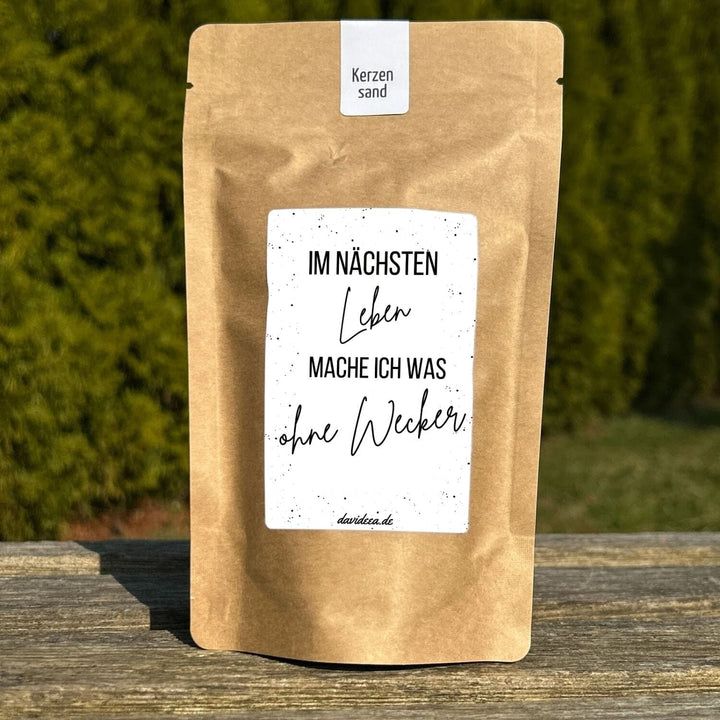 Kerzen
sand
IM NÄCHSTEN
Leben
MACHE ICH WAS
ohne Wecker
davideea.de